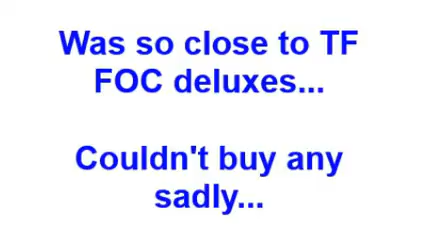 Was so close to TF
FOC deluxes...
Couldn't buy any
sadly...